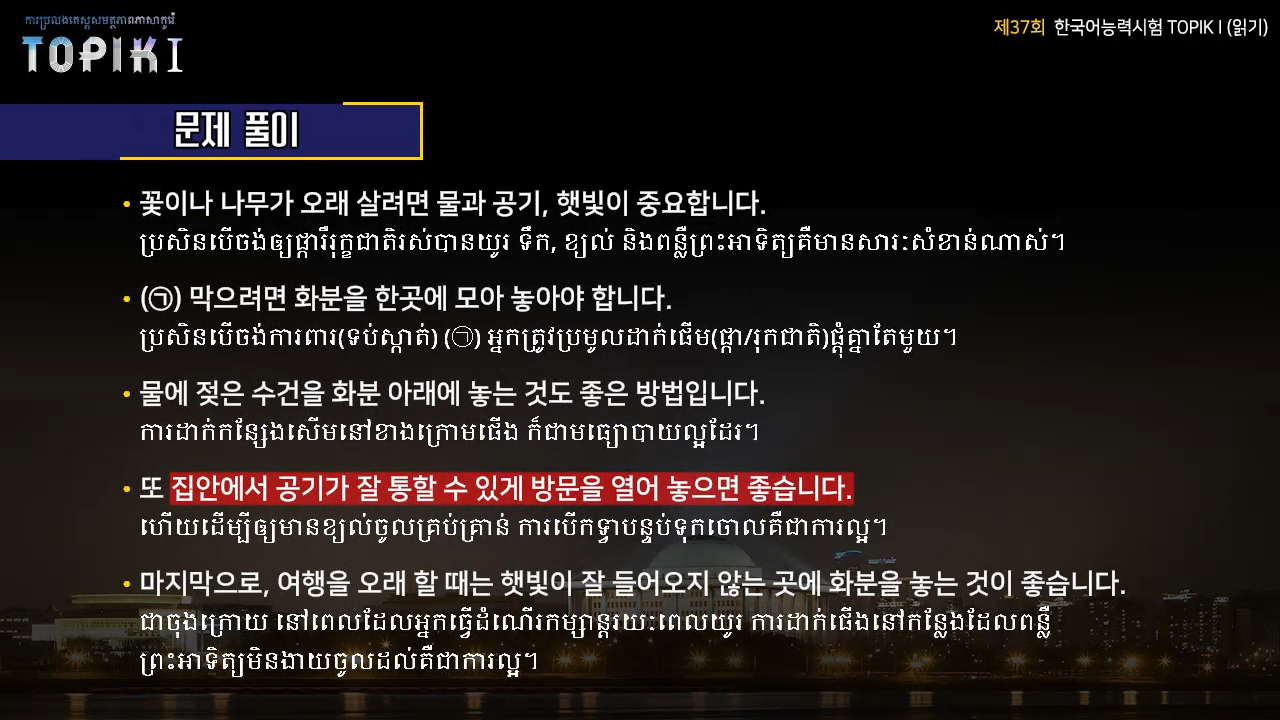 ការប្រលងតេស្តសមត្ថភាពភាសាកូរ៉េ
TOPIK I
제37회 한국어능력시험 TOPIK I (읽기)
문제 풀이
• 꽃이나 나무가 오래 살려면 물과 공기, 햇빛이 중요합니다.
ប្រសិនបើចង់ឲ្យផ្ការឺរុក្ខជាតិរស់បានយូរ ទឹក, ខ្យល់ និងពន្លឺព្រះអាទិត្យគឺមានសារៈសំខាន់ណាស់។
• (㉠) 막으려면 화분을 한곳에 모아 놓아야 합니다.
ប្រសិនបើចង់ការពារ(ទប់ស្កាត់) (㉠) អ្នកត្រូវប្រមូលដាក់ផើម(ផ្កា/រុកជាតិ)ផ្តុំគ្នាតែមួយ។
• 물에 젖은 수건을 화분 아래에 놓는 것도 좋은 방법입니다.
ការដាក់កន្សែងសើមនៅខាងក្រោមផើង ក៏ជាមធ្យោបាយល្អដែរ។
• 또 집안에서 공기가 잘 통할 수 있게 방문을 열어 놓으면 좋습니다.
ហើយដើម្បីឲ្យមានខ្យល់ចូលគ្រប់គ្រាន់ ការបើកទ្វាបន្ទប់ទុកចោលគឺជាការល្អ។
• 마지막으로, 여행을 오래 할 때는 햇빛이 잘 들어오지 않는 곳에 화분을 놓는 것이 좋습니다.
ជាចុងក្រោយ នៅពេលដែលអ្នកធ្វើដំណើរកម្សាន្តរយៈពេលយូរ ការដាក់ផើងនៅកន្លែងដែលពន្លឺ
ព្រះអាទិត្យមិនងាយចូលដល់គឺជាការល្អ។